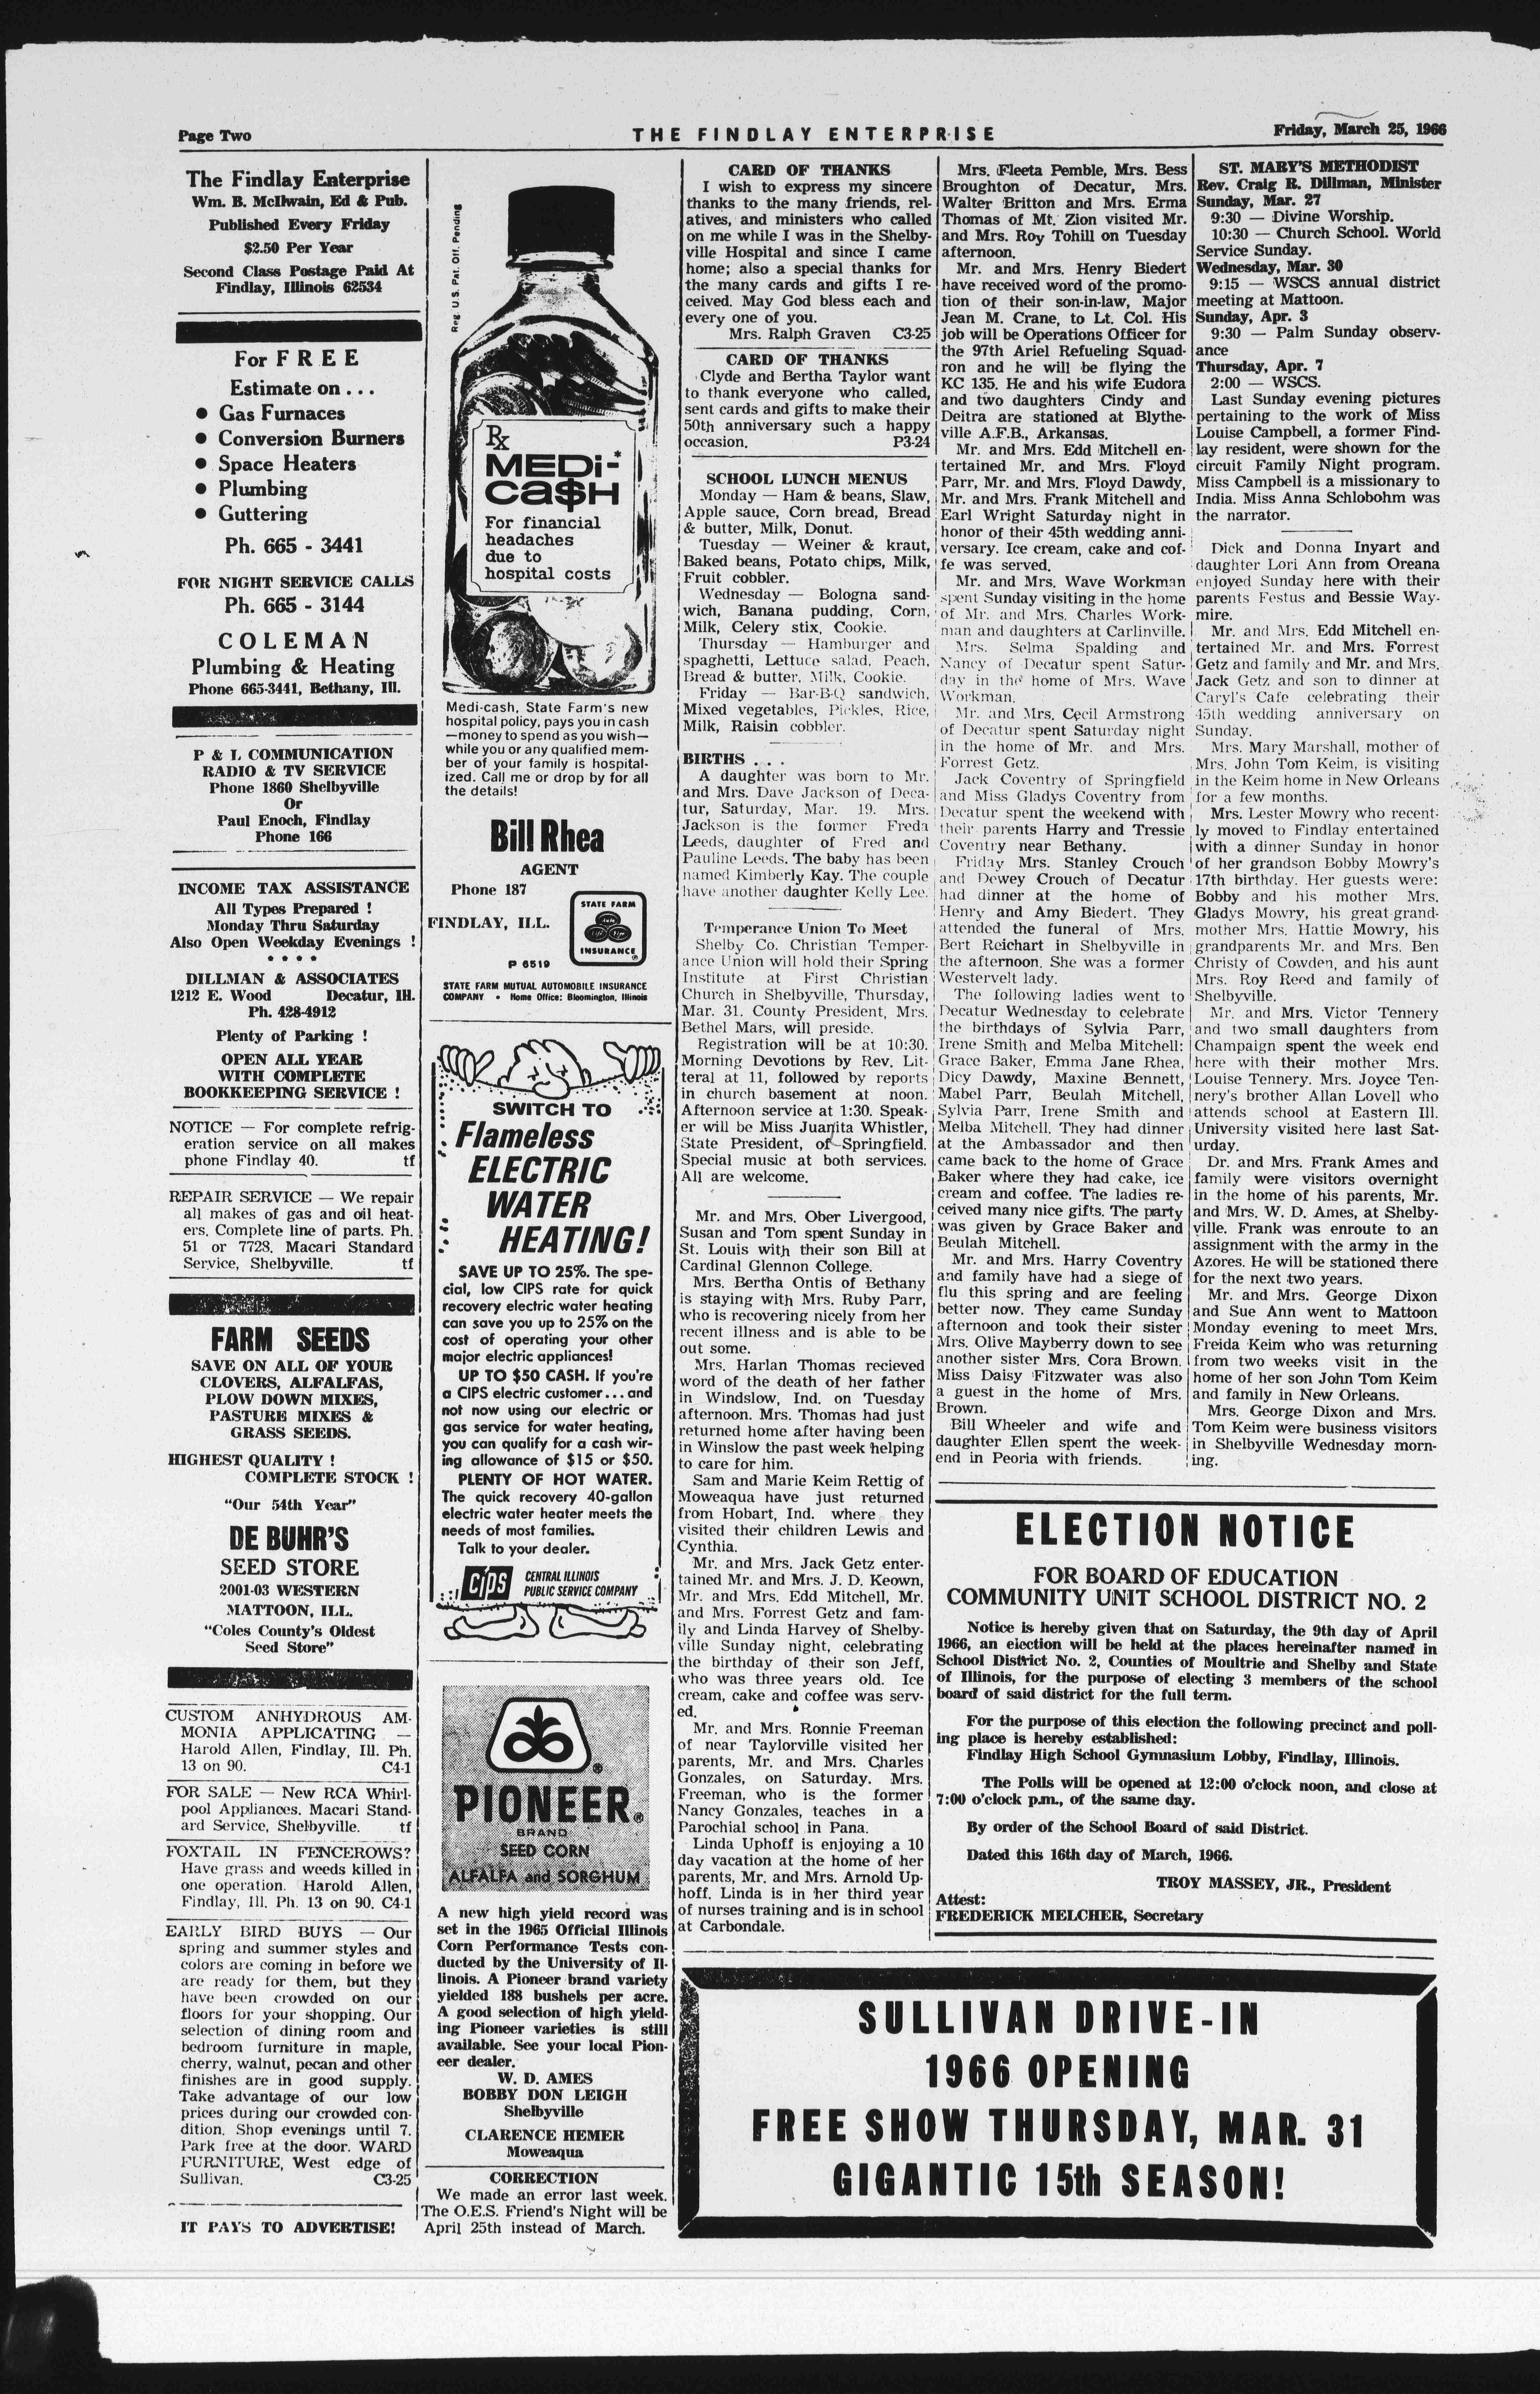 Page Two
THE FINDLAY ENTERPRISE
Friday, March 25, 1966
The Findlay Enterprise
Wm. B. McIlwain, Ed & Pub.
Published Every Friday
$2.50 Per Year
Second Class Postage Paid At
Findlay, Illinois 62534
For FREE
Estimate on . . .
● Gas Furnaces
● Conversion Burners
● Space Heaters
● Plumbing
● Guttering
Ph. 665 - 3441
FOR NIGHT SERVICE CALLS
Ph. 665 - 3144
COLEMAN
Plumbing & Heating
Phone 665-3441, Bethany, Ill.
P & L COMMUNICATION
RADIO & TV SERVICE
Phone 1860 Shelbyville
Or
Paul Enoch, Findlay
Phone 166
INCOME TAX ASSISTANCE
All Types Prepared !
Monday Thru Saturday
Also Open Weekday Evenings !
* * * *
DILLMAN & ASSOCIATES
1212 E. Wood Decatur, Ill.
Ph. 428-4912
Plenty of Parking !
OPEN ALL YEAR
WITH COMPLETE
BOOKKEEPING SERVICE !
NOTICE — For complete refrig-
eration service on all makes
phone Findlay 40. tf
REPAIR SERVICE — We repair
all makes of gas and oil heat-
ers. Complete line of parts. Ph.
51 or 7728. Macari Standard
Service, Shelbyville. tf
FARM SEEDS
SAVE ON ALL OF YOUR
CLOVERS, ALFALFAS,
PLOW DOWN MIXES,
PASTURE MIXES &
GRASS SEEDS.
HIGHEST QUALITY !
COMPLETE STOCK !
"Our 54th Year"
DE BUHR'S
SEED STORE
2001-03 WESTERN
MATTOON, ILL.
"Coles County's Oldest
Seed Store"
CUSTOM ANHYDROUS AM-
MONIA APPLICATING —
Harold Allen, Findlay, Ill. Ph.
13 on 90. C4-1
FOR SALE — New RCA Whirl-
pool Appliances. Macari Stand-
ard Service, Shelbyville. tf
FOXTAIL IN FENCEROWS?
Have grass and weeds killed in
one operation. Harold Allen,
Findlay, Ill. Ph. 13 on 90. C4-1
EARLY BIRD BUYS — Our
spring and summer styles and
colors are coming in before we
are ready for them, but they
have been crowded on our
floors for your shopping. Our
selection of dining room and
bedroom furniture in maple,
cherry, walnut, pecan and other
finishes are in good supply.
Take advantage of our low
prices during our crowded con-
dition. Shop evenings until 7.
Park free at the door. WARD
FURNITURE, West edge of
Sullivan. C3-25
IT PAYS TO ADVERTISE!
Reg. U.S. Pat. Off. Pending
Rx
MEDi-*
CA$H
For financial
headaches
due to
hospital costs
Medi-cash, State Farm's new
hospital policy, pays you in cash
—money to spend as you wish—
while you or any qualified mem-
ber of your family is hospital-
ized. Call me or drop by for all
the details!
Bill Rhea
AGENT
Phone 187
FINDLAY, ILL.
STATE FARM
INSURANCE
P 6519
STATE FARM MUTUAL AUTOMOBILE INSURANCE
COMPANY • Home Office: Bloomington, Illinois
SWITCH TO
Flameless
ELECTRIC
WATER
HEATING!
SAVE UP TO 25%. The spe-
cial, low CIPS rate for quick
recovery electric water heating
can save you up to 25% on the
cost of operating your other
major electric appliances!
UP TO $50 CASH. If you're
a CIPS electric customer . . . and
not now using our electric or
gas service for water heating,
you can qualify for a cash wir-
ing allowance of $15 or $50.
PLENTY OF HOT WATER.
The quick recovery 40-gallon
electric water heater meets the
needs of most families.
Talk to your dealer.
CIPS
CENTRAL ILLINOIS
PUBLIC SERVICE COMPANY
PIONEER®
BRAND
SEED CORN
ALFALFA and SORGHUM
A new high yield record was
set in the 1965 Official Illinois
Corn Performance Tests con-
ducted by the University of Il-
linois. A Pioneer brand variety
yielded 188 bushels per acre.
A good selection of high yield-
ing Pioneer varieties is still
available. See your local Pion-
eer dealer.
W. D. AMES
BOBBY DON LEIGH
Shelbyville
CLARENCE HEMER
Moweaqua
CORRECTION
We made an error last week.
The O.E.S. Friend's Night will be
April 25th instead of March.
CARD OF THANKS
I wish to express my sincere
thanks to the many friends, rel-
atives, and ministers who called
on me while I was in the Shelby-
ville Hospital and since I came
home; also a special thanks for
the many cards and gifts I re-
ceived. May God bless each and
every one of you.
Mrs. Ralph Graven C3-25
CARD OF THANKS
Clyde and Bertha Taylor want
to thank everyone who called,
sent cards and gifts to make their
50th anniversary such a happy
occasion. P3-24
SCHOOL LUNCH MENUS
Monday — Ham & beans, Slaw,
Apple sauce, Corn bread, Bread
& butter, Milk, Donut.
Tuesday — Weiner & kraut,
Baked beans, Potato chips, Milk,
Fruit cobbler.
Wednesday — Bologna sand-
wich, Banana pudding, Corn,
Milk, Celery stix, Cookie.
Thursday — Hamburger and
spaghetti, Lettuce salad, Peach,
Bread & butter, Milk, Cookie.
Friday — Bar-B-Q sandwich,
Mixed vegetables, Pickles, Rice,
Milk, Raisin cobbler.
BIRTHS . . .
A daughter was born to Mr.
and Mrs. Dave Jackson of Deca-
tur, Saturday, Mar. 19. Mrs.
Jackson is the former Freda
Leeds, daughter of Fred and
Pauline Leeds. The baby has been
named Kimberly Kay. The couple
have another daughter Kelly Lee.
Temperance Union To Meet
Shelby Co. Christian Temper-
ance Union will hold their Spring
Institute at First Christian
Church in Shelbyville, Thursday,
Mar. 31. County President, Mrs.
Bethel Mars, will preside.
Registration will be at 10:30.
Morning Devotions by Rev. Lit-
teral at 11, followed by reports
in church basement at noon.
Afternoon service at 1:30. Speak-
er will be Miss Juanita Whistler,
State President, of Springfield.
Special music at both services.
All are welcome.
Mr. and Mrs. Ober Livergood,
Susan and Tom spent Sunday in
St. Louis with their son Bill at
Cardinal Glennon College.
Mrs. Bertha Ontis of Bethany
is staying with Mrs. Ruby Parr,
who is recovering nicely from her
recent illness and is able to be
out some.
Mrs. Harlan Thomas recieved
word of the death of her father
in Windslow, Ind. on Tuesday
afternoon. Mrs. Thomas had just
returned home after having been
in Winslow the past week helping
to care for him.
Sam and Marie Keim Rettig of
Moweaqua have just returned
from Hobart, Ind. where they
visited their children Lewis and
Cynthia.
Mr. and Mrs. Jack Getz enter-
tained Mr. and Mrs. J. D. Keown,
Mr. and Mrs. Edd Mitchell, Mr.
and Mrs. Forrest Getz and fam-
ily and Linda Harvey of Shelby-
ville Sunday night, celebrating
the birthday of their son Jeff,
who was three years old. Ice
cream, cake and coffee was serv-
ed.
Mr. and Mrs. Ronnie Freeman
of near Taylorville visited her
parents, Mr. and Mrs. Charles
Gonzales, on Saturday. Mrs.
Freeman, who is the former
Nancy Gonzales, teaches in a
Parochial school in Pana.
Linda Uphoff is enjoying a 10
day vacation at the home of her
parents, Mr. and Mrs. Arnold Up-
hoff. Linda is in her third year
of nurses training and is in school
at Carbondale.
Mrs. Fleeta Pemble, Mrs. Bess
Broughton of Decatur, Mrs.
Walter Britton and Mrs. Erma
Thomas of Mt. Zion visited Mr.
and Mrs. Roy Tohill on Tuesday
afternoon.
Mr. and Mrs. Henry Biedert
have received word of the promo-
tion of their son-in-law, Major
Jean M. Crane, to Lt. Col. His
job will be Operations Officer for
the 97th Ariel Refueling Squad-
ron and he will be flying the
KC 135. He and his wife Eudora
and two daughters Cindy and
Deitra are stationed at Blythe-
ville A.F.B., Arkansas.
Mr. and Mrs. Edd Mitchell en-
tertained Mr. and Mrs. Floyd
Parr, Mr. and Mrs. Floyd Dawdy,
Mr. and Mrs. Frank Mitchell and
Earl Wright Saturday night in
honor of their 45th wedding anni-
versary. Ice cream, cake and cof-
fe was served.
Mr. and Mrs. Wave Workman
spent Sunday visiting in the home
of Mr. and Mrs. Charles Work-
man and daughters at Carlinville.
Mrs. Selma Spalding and
Nancy of Decatur spent Satur-
day in the home of Mrs. Wave
Workman.
Mr. and Mrs. Cecil Armstrong
of Decatur spent Saturday night
in the home of Mr. and Mrs.
Forrest Getz.
Jack Coventry of Springfield
and Miss Gladys Coventry from
Decatur spent the weekend with
their parents Harry and Tressie
Coventry near Bethany.
Friday Mrs. Stanley Crouch
and Dewey Crouch of Decatur
had dinner at the home of
Henry and Amy Biedert. They
attended the funeral of Mrs.
Bert Reichart in Shelbyville in
the afternoon. She was a former
Westervelt lady.
The following ladies went to
Decatur Wednesday to celebrate
the birthdays of Sylvia Parr,
Irene Smith and Melba Mitchell:
Grace Baker, Emma Jane Rhea,
Dicy Dawdy, Maxine Bennett,
Mabel Parr, Beulah Mitchell,
Sylvia Parr, Irene Smith and
Melba Mitchell. They had dinner
at the Ambassador and then
came back to the home of Grace
Baker where they had cake, ice
cream and coffee. The ladies re-
ceived many nice gifts. The party
was given by Grace Baker and
Beulah Mitchell.
Mr. and Mrs. Harry Coventry
and family have had a siege of
flu this spring and are feeling
better now. They came Sunday
afternoon and took their sister
Mrs. Olive Mayberry down to see
another sister Mrs. Cora Brown.
Miss Daisy Fitzwater was also
a guest in the home of Mrs.
Brown.
Bill Wheeler and wife and
daughter Ellen spent the week-
end in Peoria with friends.
ST. MARY'S METHODIST
Rev. Craig R. Dillman, Minister
Sunday, Mar. 27
9:30 — Divine Worship.
10:30 — Church School. World
Service Sunday.
Wednesday, Mar. 30
9:15 — WSCS annual district
meeting at Mattoon.
Sunday, Apr. 3
9:30 — Palm Sunday observ-
ance
Thursday, Apr. 7
2:00 — WSCS.
Last Sunday evening pictures
pertaining to the work of Miss
Louise Campbell, a former Find-
lay resident, were shown for the
circuit Family Night program.
Miss Campbell is a missionary to
India. Miss Anna Schlobohm was
the narrator.
Dick and Donna Inyart and
daughter Lori Ann from Oreana
enjoyed Sunday here with their
parents Festus and Bessie Way-
mire.
Mr. and Mrs. Edd Mitchell en-
tertained Mr. and Mrs. Forrest
Getz and family and Mr. and Mrs.
Jack Getz and son to dinner at
Caryl's Cafe celebrating their
45th wedding anniversary on
Sunday.
Mrs. Mary Marshall, mother of
Mrs. John Tom Keim, is visiting
in the Keim home in New Orleans
for a few months.
Mrs. Lester Mowry who recent-
ly moved to Findlay entertained
with a dinner Sunday in honor
of her grandson Bobby Mowry's
17th birthday. Her guests were:
Bobby and his mother Mrs.
Gladys Mowry, his great-grand-
mother Mrs. Hattie Mowry, his
grandparents Mr. and Mrs. Ben
Christy of Cowden, and his aunt
Mrs. Roy Reed and family of
Shelbyville.
Mr. and Mrs. Victor Tennery
and two small daughters from
Champaign spent the week end
here with their mother Mrs.
Louise Tennery. Mrs. Joyce Ten-
nery's brother Allan Lovell who
attends school at Eastern Ill.
University visited here last Sat-
urday.
Dr. and Mrs. Frank Ames and
family were visitors overnight
in the home of his parents, Mr.
and Mrs. W. D. Ames, at Shelby-
ville. Frank was enroute to an
assignment with the army in the
Azores. He will be stationed there
for the next two years.
Mr. and Mrs. George Dixon
and Sue Ann went to Mattoon
Monday evening to meet Mrs.
Freida Keim who was returning
from two weeks visit in the
home of her son John Tom Keim
and family in New Orleans.
Mrs. George Dixon and Mrs.
Tom Keim were business visitors
in Shelbyville Wednesday morn-
ing.
ELECTION NOTICE
FOR BOARD OF EDUCATION
COMMUNITY UNIT SCHOOL DISTRICT NO. 2
Notice is hereby given that on Saturday, the 9th day of April
1966, an election will be held at the places hereinafter named in
School District No. 2, Counties of Moultrie and Shelby and State
of Illinois, for the purpose of electing 3 members of the school
board of said district for the full term.
For the purpose of this election the following precinct and poll-
ing place is hereby established:
Findlay High School Gymnasium Lobby, Findlay, Illinois.
The Polls will be opened at 12:00 o'clock noon, and close at
7:00 o'clock p.m., of the same day.
By order of the School Board of said District.
Dated this 16th day of March, 1966.
TROY MASSEY, JR., President
Attest:
FREDERICK MELCHER, Secretary
SULLIVAN DRIVE-IN
1966 OPENING
FREE SHOW THURSDAY, MAR. 31
GIGANTIC 15th SEASON!